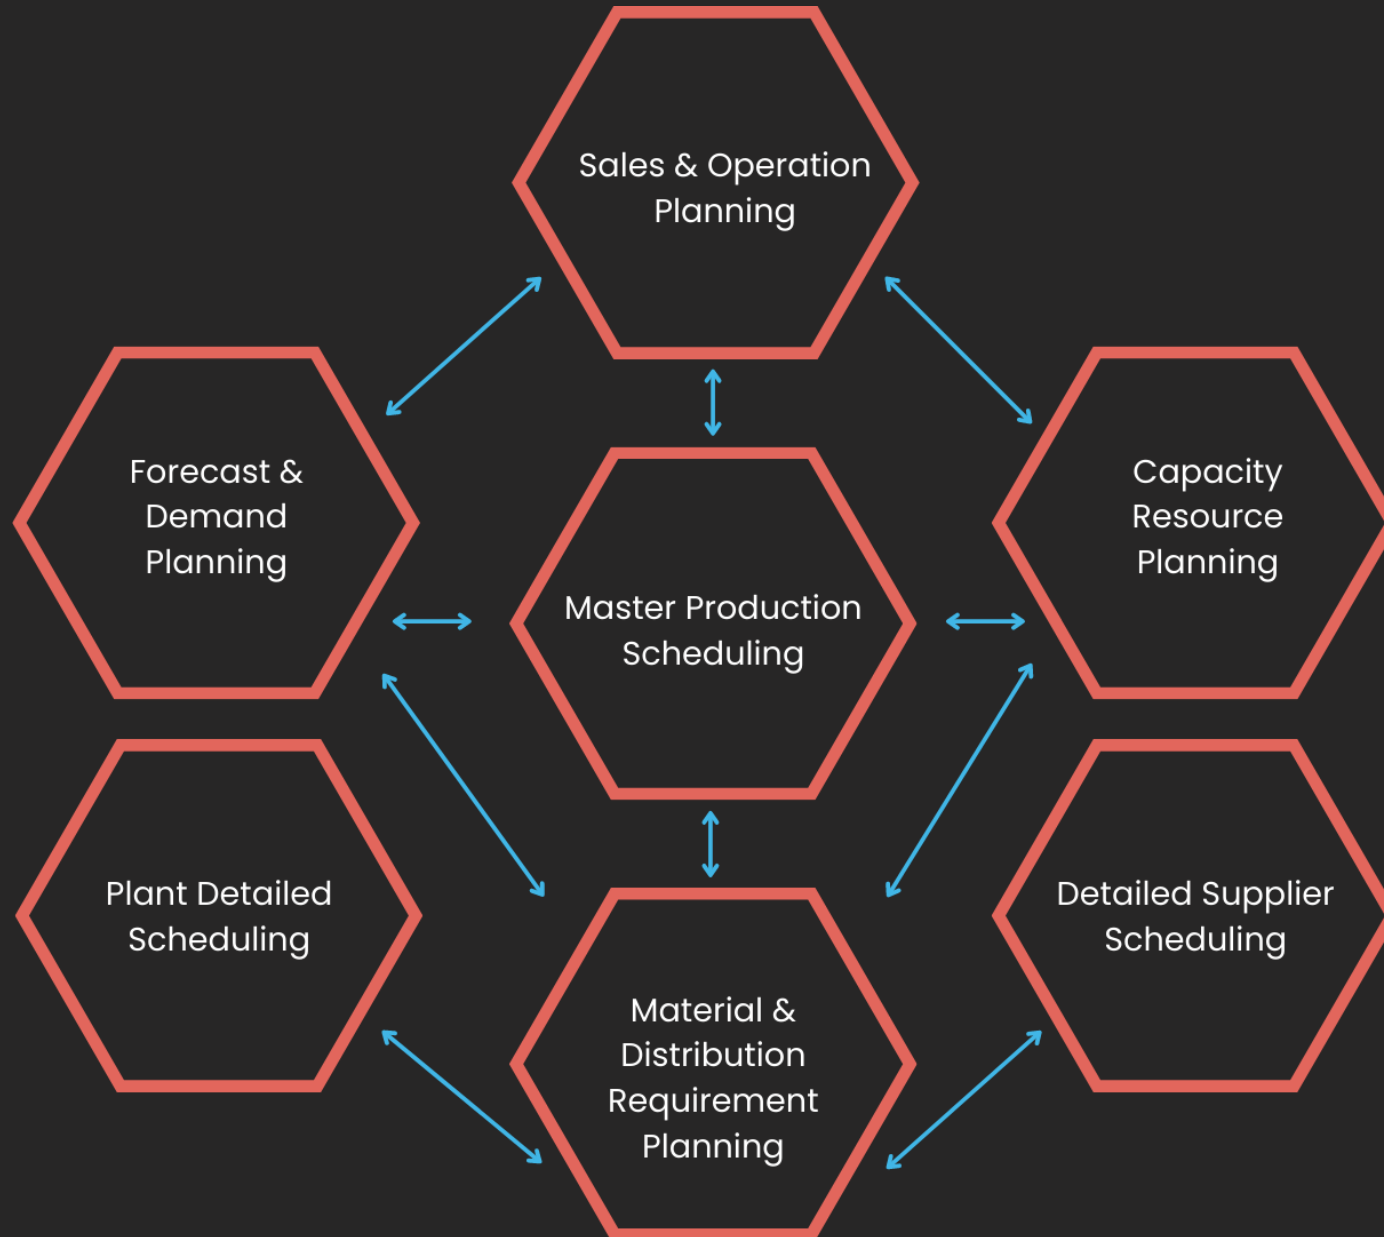 Sales & Operation
Planning
Forecast &
Demand
Planning
Capacity
Resource
Planning
Master Production
Scheduling
Plant Detailed
Scheduling
Detailed Supplier
Scheduling
Material &
Distribution
Requirement
Planning